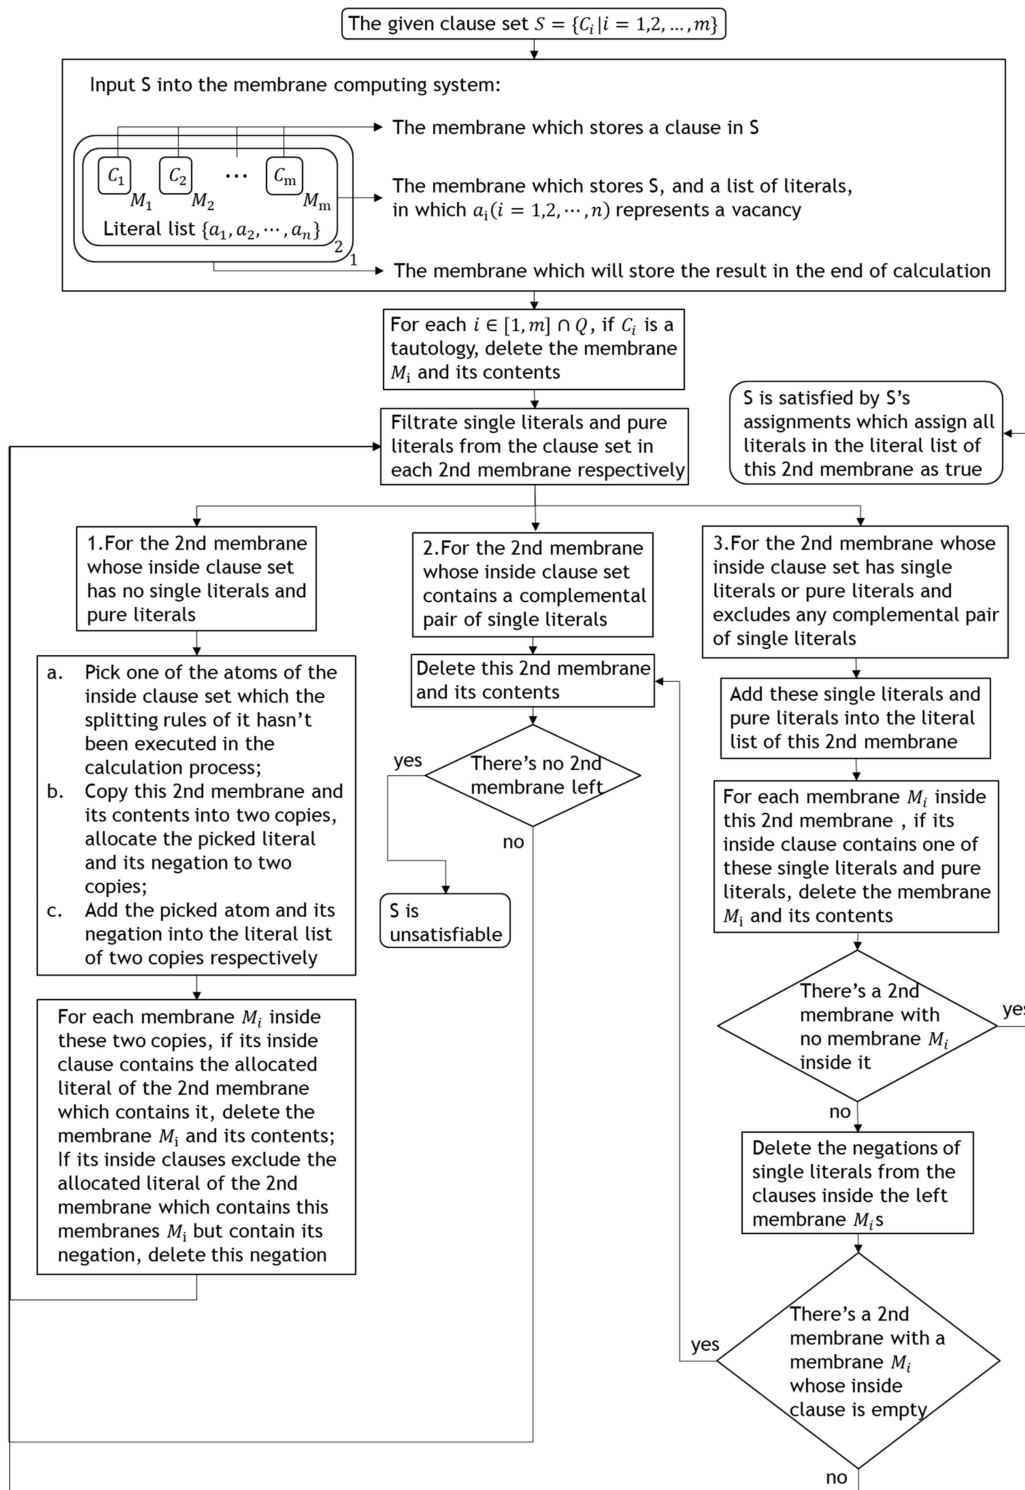 The given clause set S = {C_i|i = 1,2, …, m}
Input S into the membrane computing system:
The membrane which stores a clause in S
C_1 C_2 ⋯ C_m
M_1 M_2 M_m
The membrane which stores S, and a list of literals,
in which a_i(i = 1,2, ⋯, n) represents a vacancy
Literal list {a_1, a_2, ⋯, a_n}
2
1
The membrane which will store the result in the end of calculation
For each i ∈ [1, m] ∩ Q, if C_i is a
tautology, delete the membrane
M_i and its contents
Filtrate single literals and pure
literals from the clause set in
each 2nd membrane respectively
S is satisfied by S's
assignments which assign all
literals in the literal list of
this 2nd membrane as true
1.For the 2nd membrane
whose inside clause set
has no single literals and
pure literals
a. Pick one of the atoms of the
inside clause set which the
splitting rules of it hasn't
been executed in the
calculation process;
b. Copy this 2nd membrane and
its contents into two copies,
allocate the picked literal
and its negation to two
copies;
c. Add the picked atom and its
negation into the literal list
of two copies respectively
For each membrane M_i inside
these two copies, if its inside
clause contains the allocated
literal of the 2nd membrane
which contains it, delete the
membrane M_i and its contents;
If its inside clauses exclude the
allocated literal of the 2nd
membrane which contains this
membranes M_i but contain its
negation, delete this negation
2.For the 2nd membrane
whose inside clause set
contains a complemental
pair of single literals
Delete this 2nd membrane
and its contents
There's no 2nd
membrane left
yes
no
S is
unsatisfiable
3.For the 2nd membrane whose
inside clause set has single
literals or pure literals and
excludes any complemental pair
of single literals
Add these single literals and
pure literals into the literal
list of this 2nd membrane
For each membrane M_i inside
this 2nd membrane , if its
inside clause contains one of
these single literals and pure
literals, delete the membrane
M_i and its contents
There's a 2nd
membrane with
no membrane M_i
inside it
yes
no
Delete the negations of
single literals from the
clauses inside the left
membrane M_is
There's a 2nd
membrane with a
membrane M_i
whose inside
clause is empty
yes
no